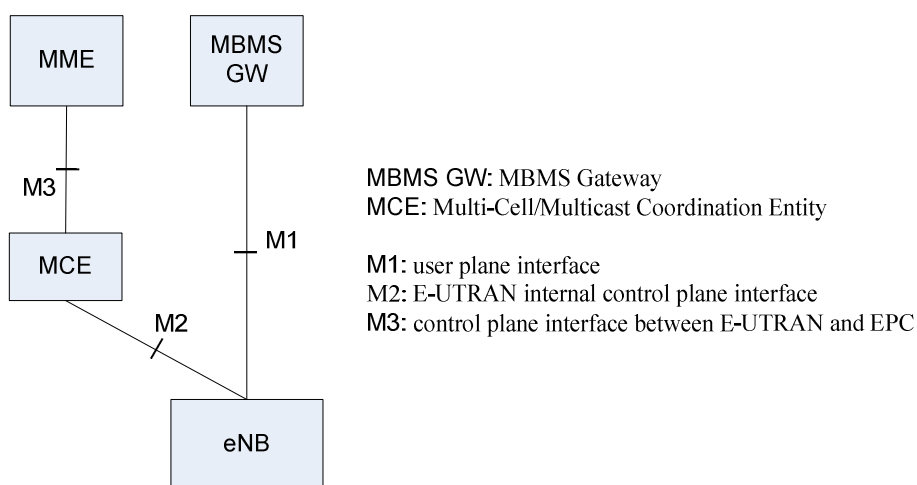 MME
MBMS
GW
M3
M1
MCE
M2
eNB
MBMS GW: MBMS Gateway
MCE: Multi-Cell/Multicast Coordination Entity
M1: user plane interface
M2: E-UTRAN internal control plane interface
M3: control plane interface between E-UTRAN and EPC